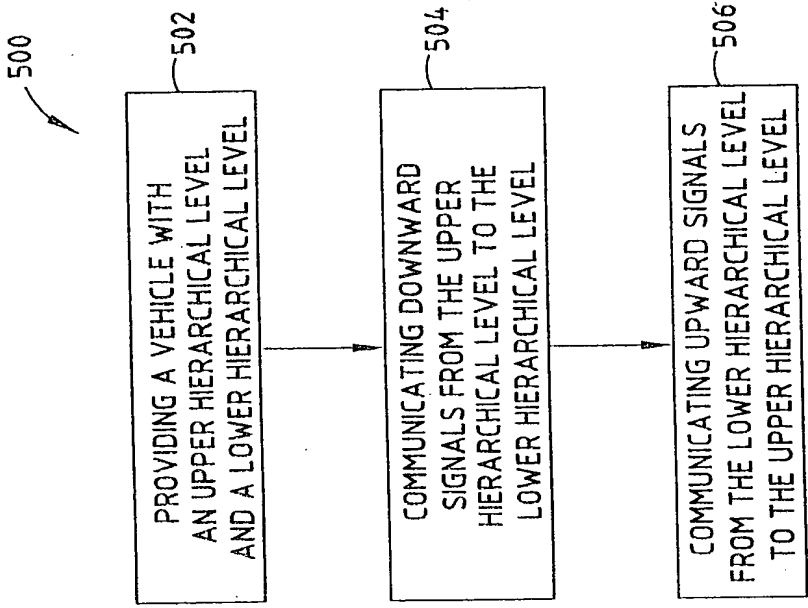 500
502
PROVIDING A VEHICLE WITH
AN UPPER HIERARCHICAL LEVEL
AND A LOWER HIERARCHICAL LEVEL
504
COMMUNICATING DOWNWARD
SIGNALS FROM THE UPPER
HIERARCHICAL LEVEL TO THE
LOWER HIERARCHICAL LEVEL
506
COMMUNICATING UPWARD SIGNALS
FROM THE LOWER HIERARCHICAL LEVEL
TO THE UPPER HIERARCHICAL LEVEL